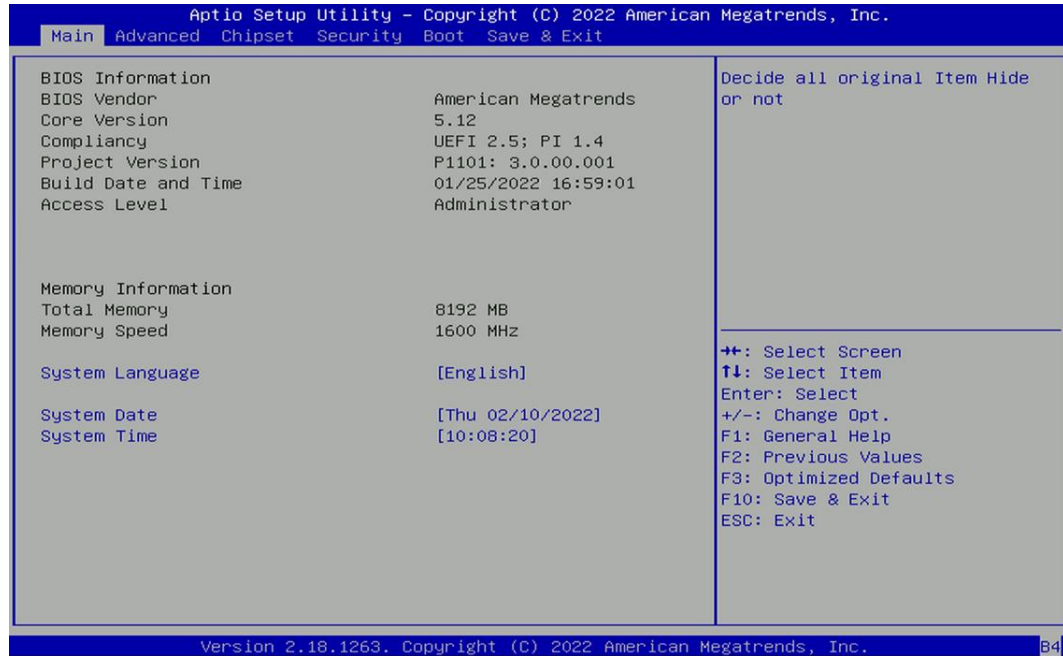 Aptio Setup Utility – Copyright (C) 2022 American Megatrends, Inc.
Main Advanced Chipset Security Boot Save & Exit
BIOS Information
BIOS Vendor American Megatrends
Core Version 5.12
Compliancy UEFI 2.5; PI 1.4
Project Version P1101: 3.0.00.001
Build Date and Time 01/25/2022 16:59:01
Access Level Administrator
Memory Information
Total Memory 8192 MB
Memory Speed 1600 MHz
System Language [English]
System Date [Thu 02/10/2022]
System Time [10:08:20]
Decide all original Item Hide
or not
→←: Select Screen
↑↓: Select Item
Enter: Select
+/-: Change Opt.
F1: General Help
F2: Previous Values
F3: Optimized Defaults
F10: Save & Exit
ESC: Exit
Version 2.18.1263. Copyright (C) 2022 American Megatrends, Inc.
B4